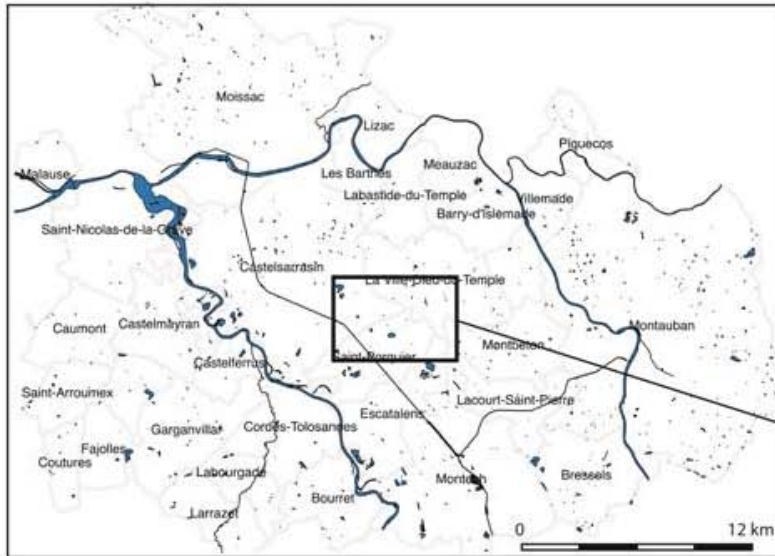 Moissac
Lizac
Piquecos
Malause
Les Barthes
Meauzac
Labastide-du-Temple
Villemade
Barry-d'Islemade
Saint-Nicolas-de-la-Grave
Castelsarrasin
La Ville-Dieu-du-Temple
Caumont
Castelmayran
Montauban
Saint-Porquier
Montbeton
Castelferrus
Saint-Arroumex
Lacourt-Saint-Pierre
Escatalens
Garganvillar
Cordes-Tolosannes
Fajolles
Coutures
Labourgade
Montech
Bressols
Bourret
Larrazet
0 12 km